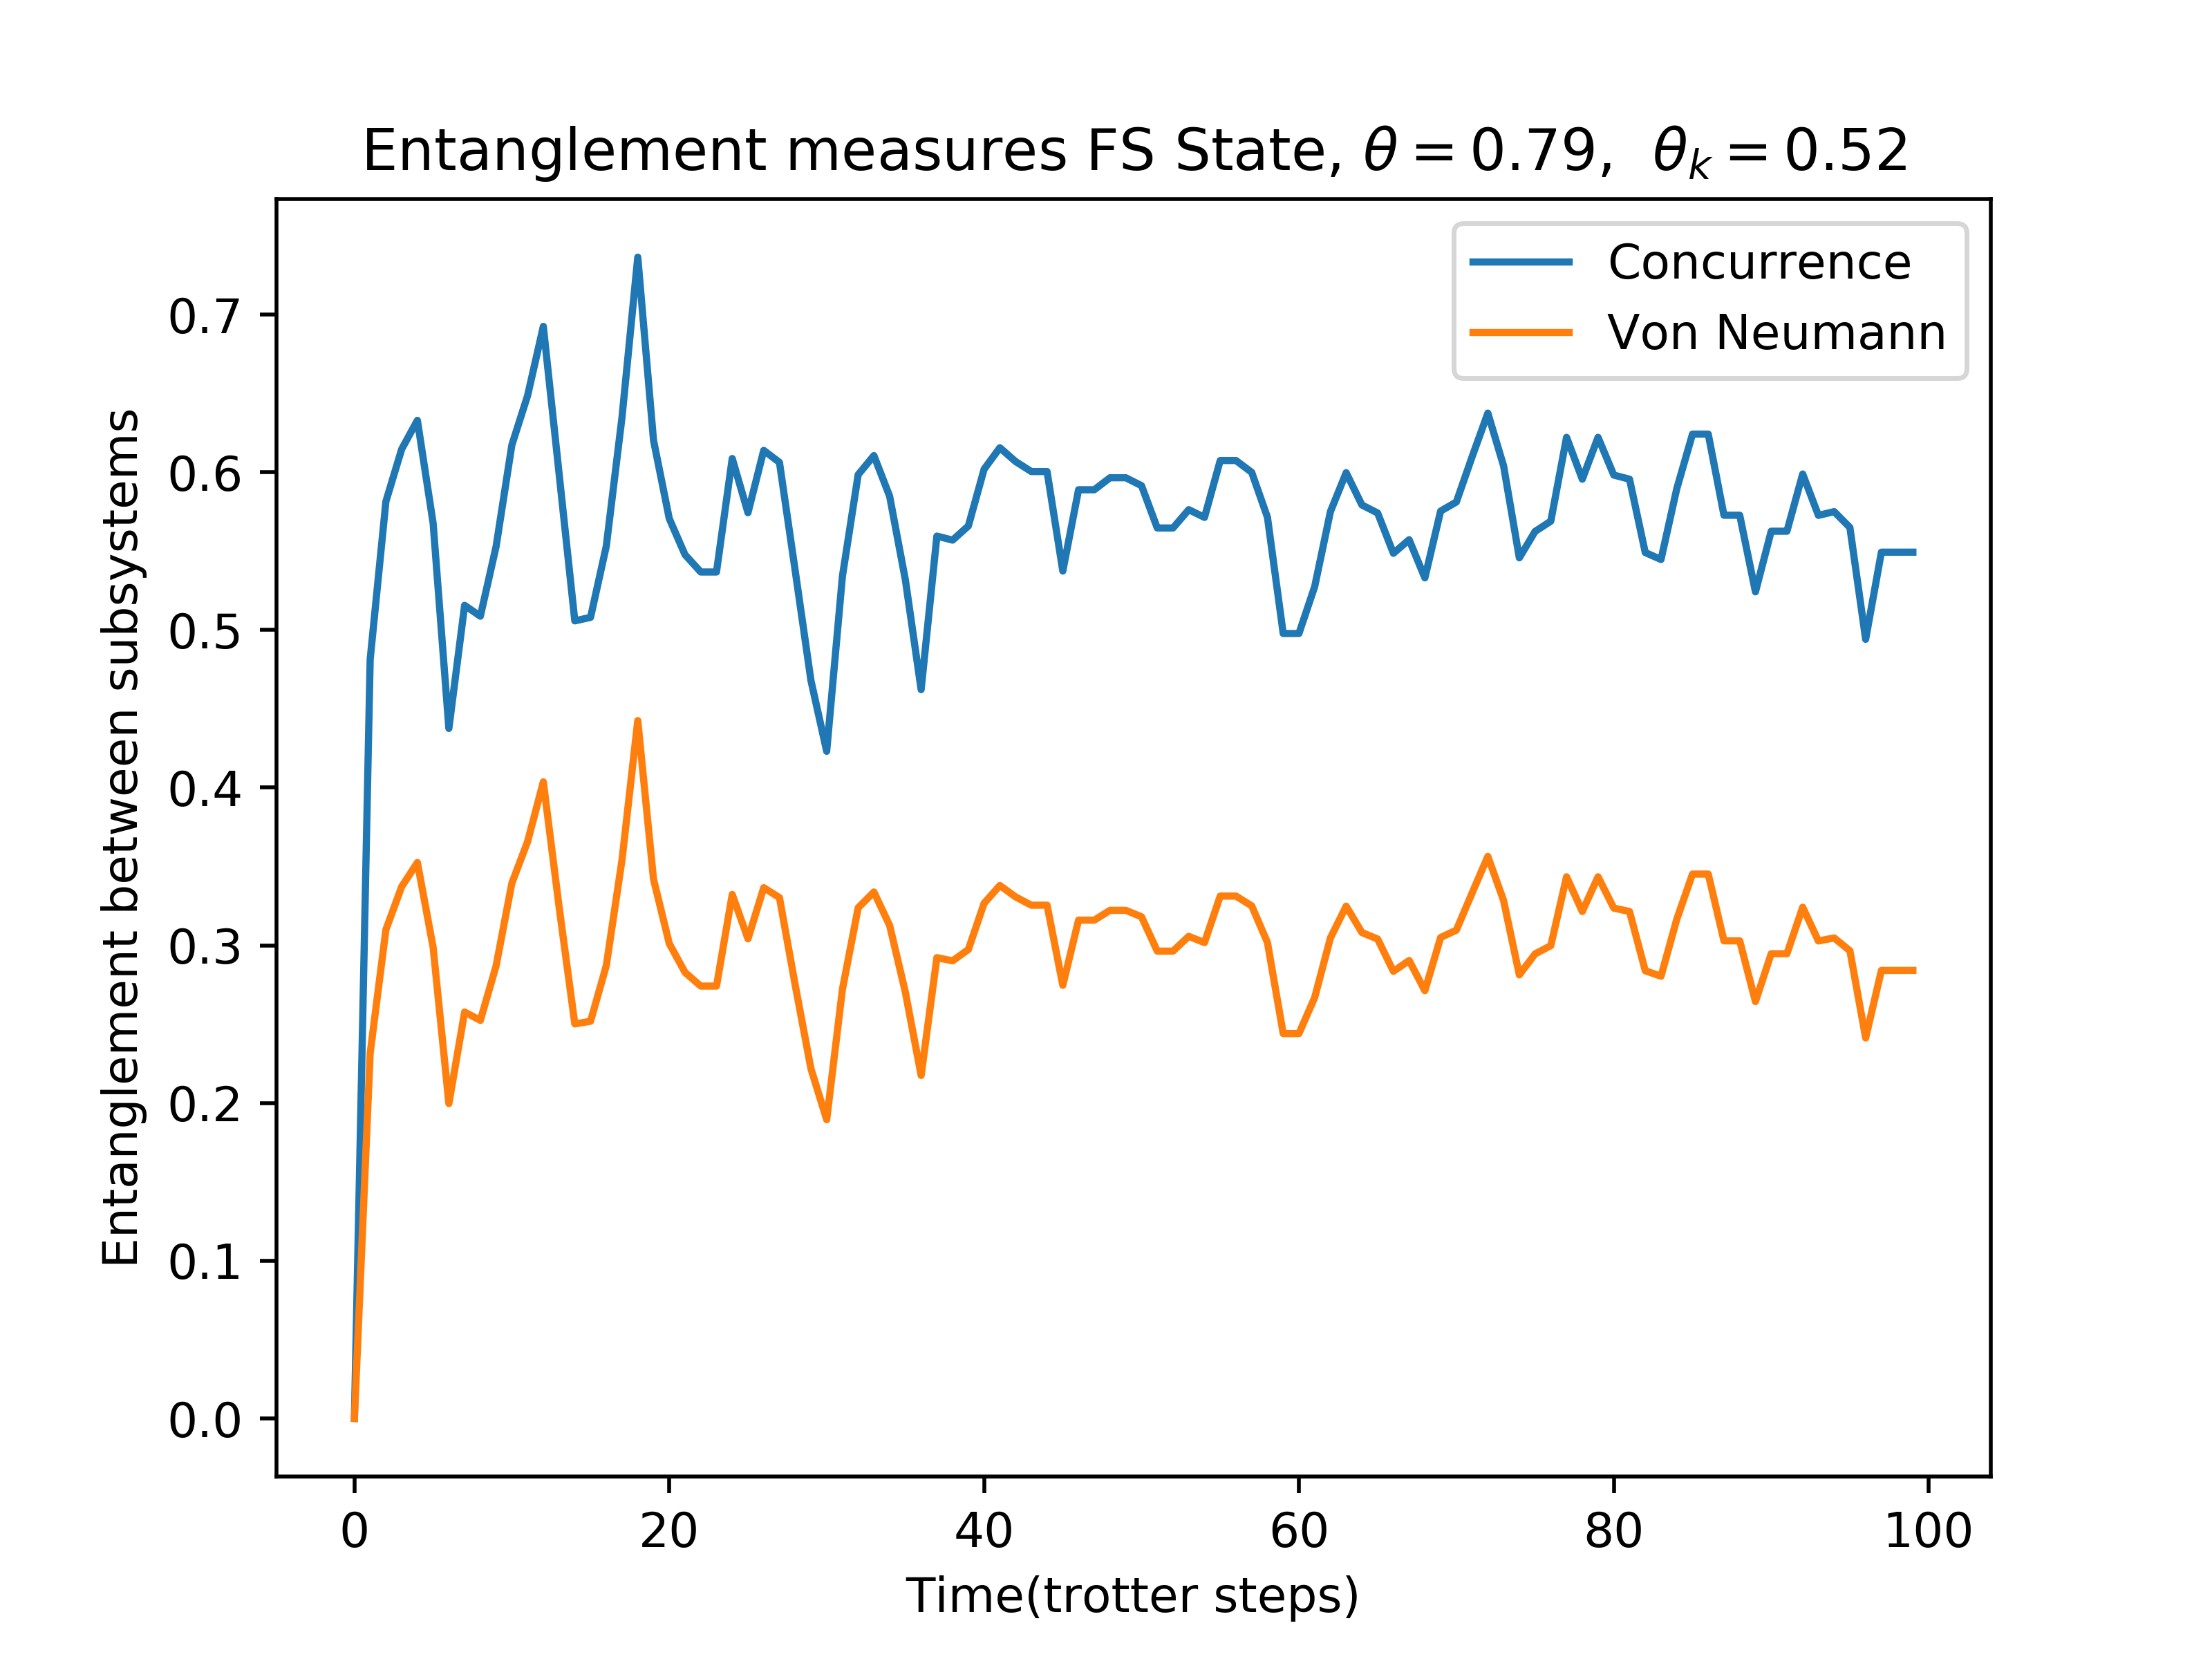 Entanglement measures FS State, θ = 0.79, θ_k = 0.52
Concurrence
Von Neumann
Entanglement between subsystems
0.7
0.6
0.5
0.4
0.3
0.2
0.1
0.0
0 20 40 60 80 100
Time(trotter steps)